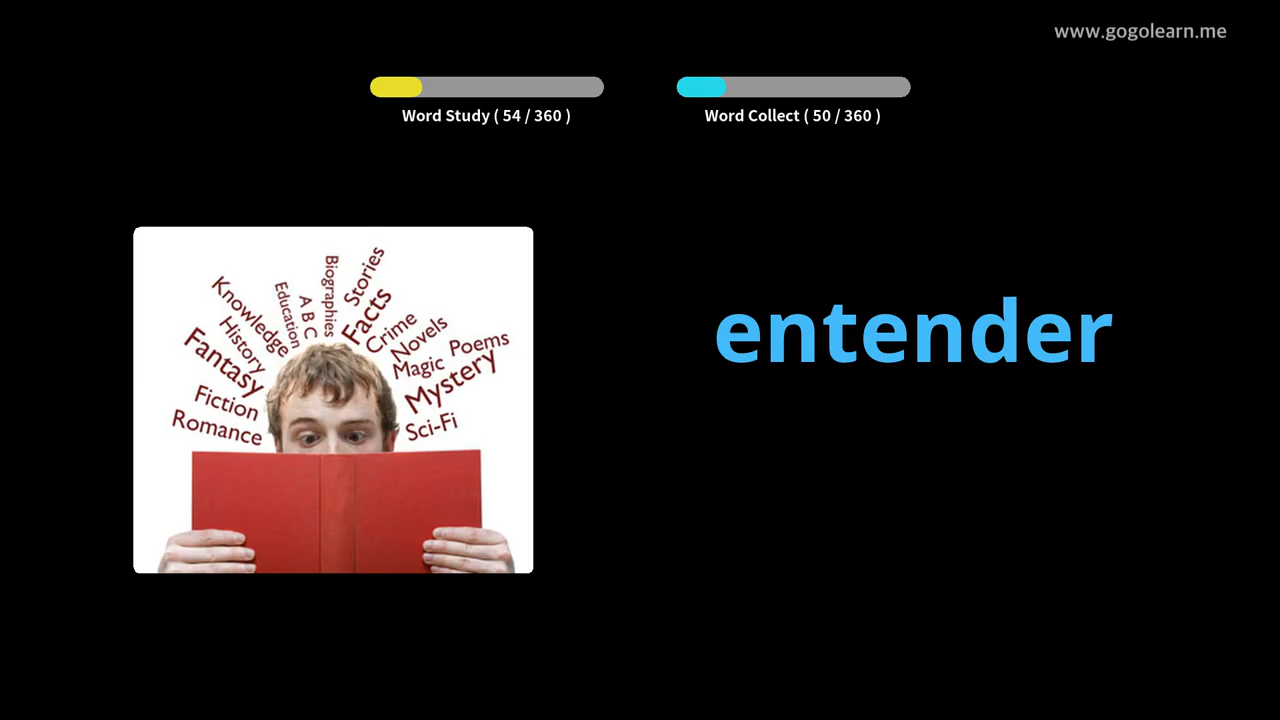 www.gogolearn.me
Word Study ( 54 / 360 )
Word Collect ( 50 / 360 )
entender
Biographies
Stories
Education
A B C
Facts
Knowledge
Crime
History
Novels
Fantasy
Magic
Poems
Mystery
Fiction
Romance
Sci-Fi